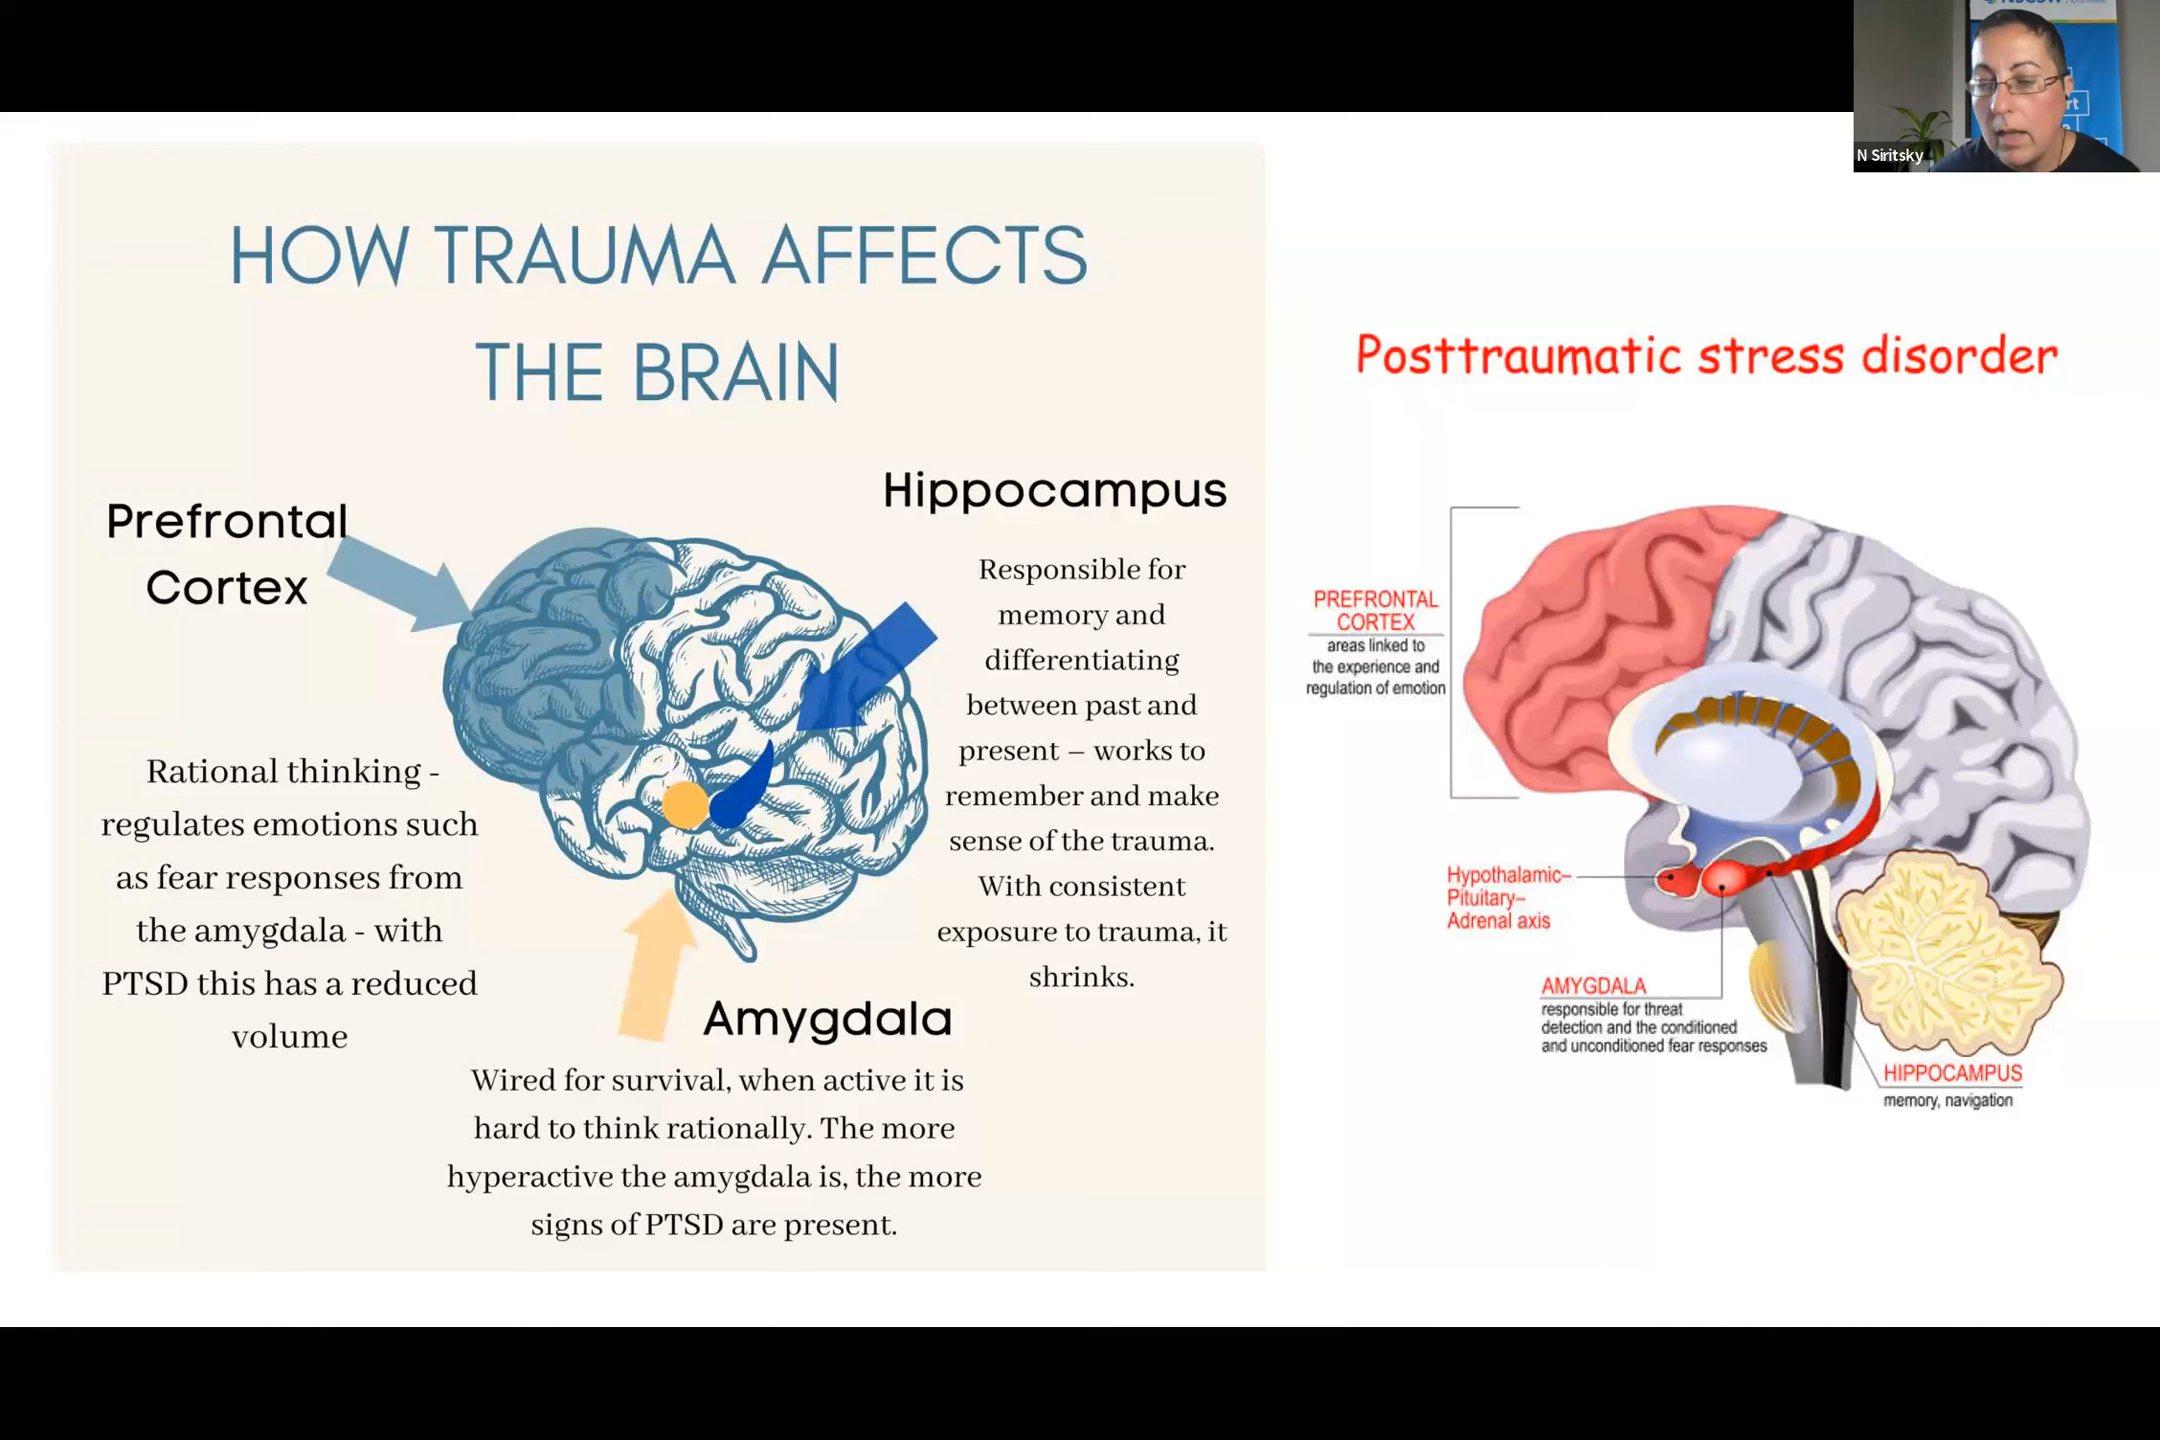 HOW TRAUMA AFFECTS
THE BRAIN
Prefrontal
Cortex
Rational thinking -
regulates emotions such
as fear responses from
the amygdala - with
PTSD this has a reduced
volume
Hippocampus
Responsible for
memory and
differentiating
between past and
present – works to
remember and make
sense of the trauma.
With consistent
exposure to trauma, it
shrinks.
Amygdala
Wired for survival, when active it is
hard to think rationally. The more
hyperactive the amygdala is, the more
signs of PTSD are present.
Posttraumatic stress disorder
PREFRONTAL
CORTEX
areas linked to
the experience and
regulation of emotion
Hypothalamic–
Pituitary–
Adrenal axis
AMYGDALA
responsible for threat
detection and the conditioned
and unconditioned fear responses
HIPPOCAMPUS
memory, navigation
N Siritsky